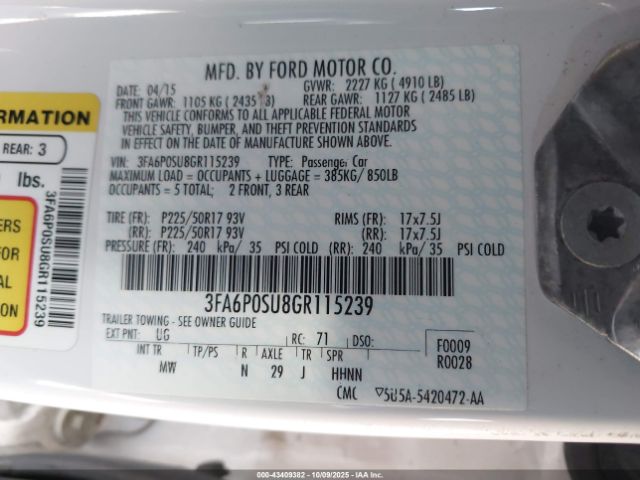 MFD. BY FORD MOTOR CO.
DATE: 04/15 GVWR: 2227 KG ( 4910 LB)
FRONT GAWR: 1105 KG ( 2435 B) REAR GAWR: 1127 KG ( 2485 LB)
THIS VEHICLE CONFORMS TO ALL APPLICABLE FEDERAL MOTOR
VEHICLE SAFETY, BUMPER, AND THEFT PREVENTION STANDARDS
IN EFFECT ON THE DATE OF MANUFACTURE SHOWN ABOVE.
VIN: 3FA6P0SU8GR115239 TYPE: Passenger Car
MAXIMUM LOAD = OCCUPANTS + LUGGAGE = 385KG/ 850LB
OCCUPANTS = 5 TOTAL; 2 FRONT, 3 REAR
TIRE (FR): P225/50R17 93V RIMS (FR): 17x7.5J
(RR): P225/50R17 93V (RR): 17x7.5J
PRESSURE (FR): 240 kPa/ 35 PSI COLD (RR): 240 kPa/ 35 PSI COLD
3FA6P0SU8GR115239
TRAILER TOWING - SEE OWNER GUIDE
EXT PNT: UG RC: 71 DSO: F0009
R0028
INT TR TP/PS R AXLE TR SPR
MW N 29 J HHNN
CMC 5U5A-5420472-AA
FORMATION
REAR: 3
lbs.
3FA6P0SU8GR115239
ERS
FOR
AL
000-43409382 - 10/09/2025 - IAAI.com